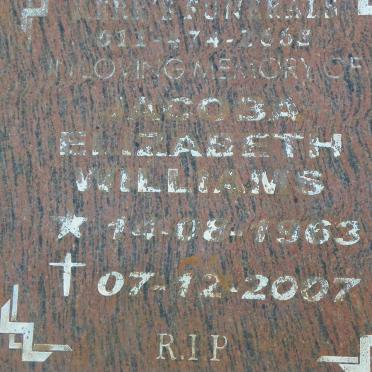 IN LOVING MEMORY OF
JACOBA
ELIZABETH
WILLIAMS
14-08-1963
07-12-2007
R.I.P